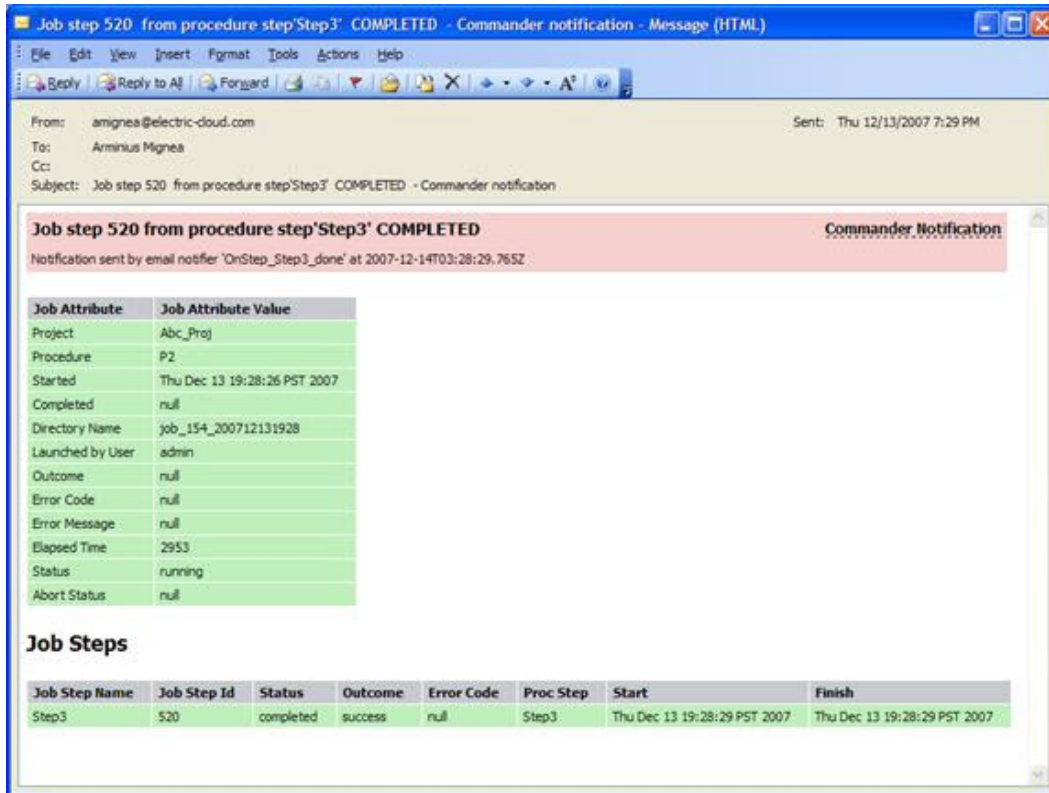 Job step 520 from procedure step'Step3' COMPLETED - Commander notification - Message (HTML)
File Edit View Insert Format Tools Actions Help
Reply Reply to All Forward
From: amignea@electric-cloud.com Sent: Thu 12/13/2007 7:29 PM
To: Arminius Mignea
Cc:
Subject: Job step 520 from procedure step'Step3' COMPLETED - Commander notification
Job step 520 from procedure step'Step3' COMPLETED Commander Notification
Notification sent by email notifier 'OnStep_Step3_done' at 2007-12-14T03:28:29.765Z
Job Attribute Job Attribute Value
Project Abc_Proj
Procedure P2
Started Thu Dec 13 19:28:26 PST 2007
Completed null
Directory Name job_154_200712131928
Launched by User admin
Outcome null
Error Code null
Error Message null
Elapsed Time 2953
Status running
Abort Status null
Job Steps
Job Step Name Job Step Id Status Outcome Error Code Proc Step Start Finish
Step3 520 completed success null Step3 Thu Dec 13 19:28:29 PST 2007 Thu Dec 13 19:28:29 PST 2007